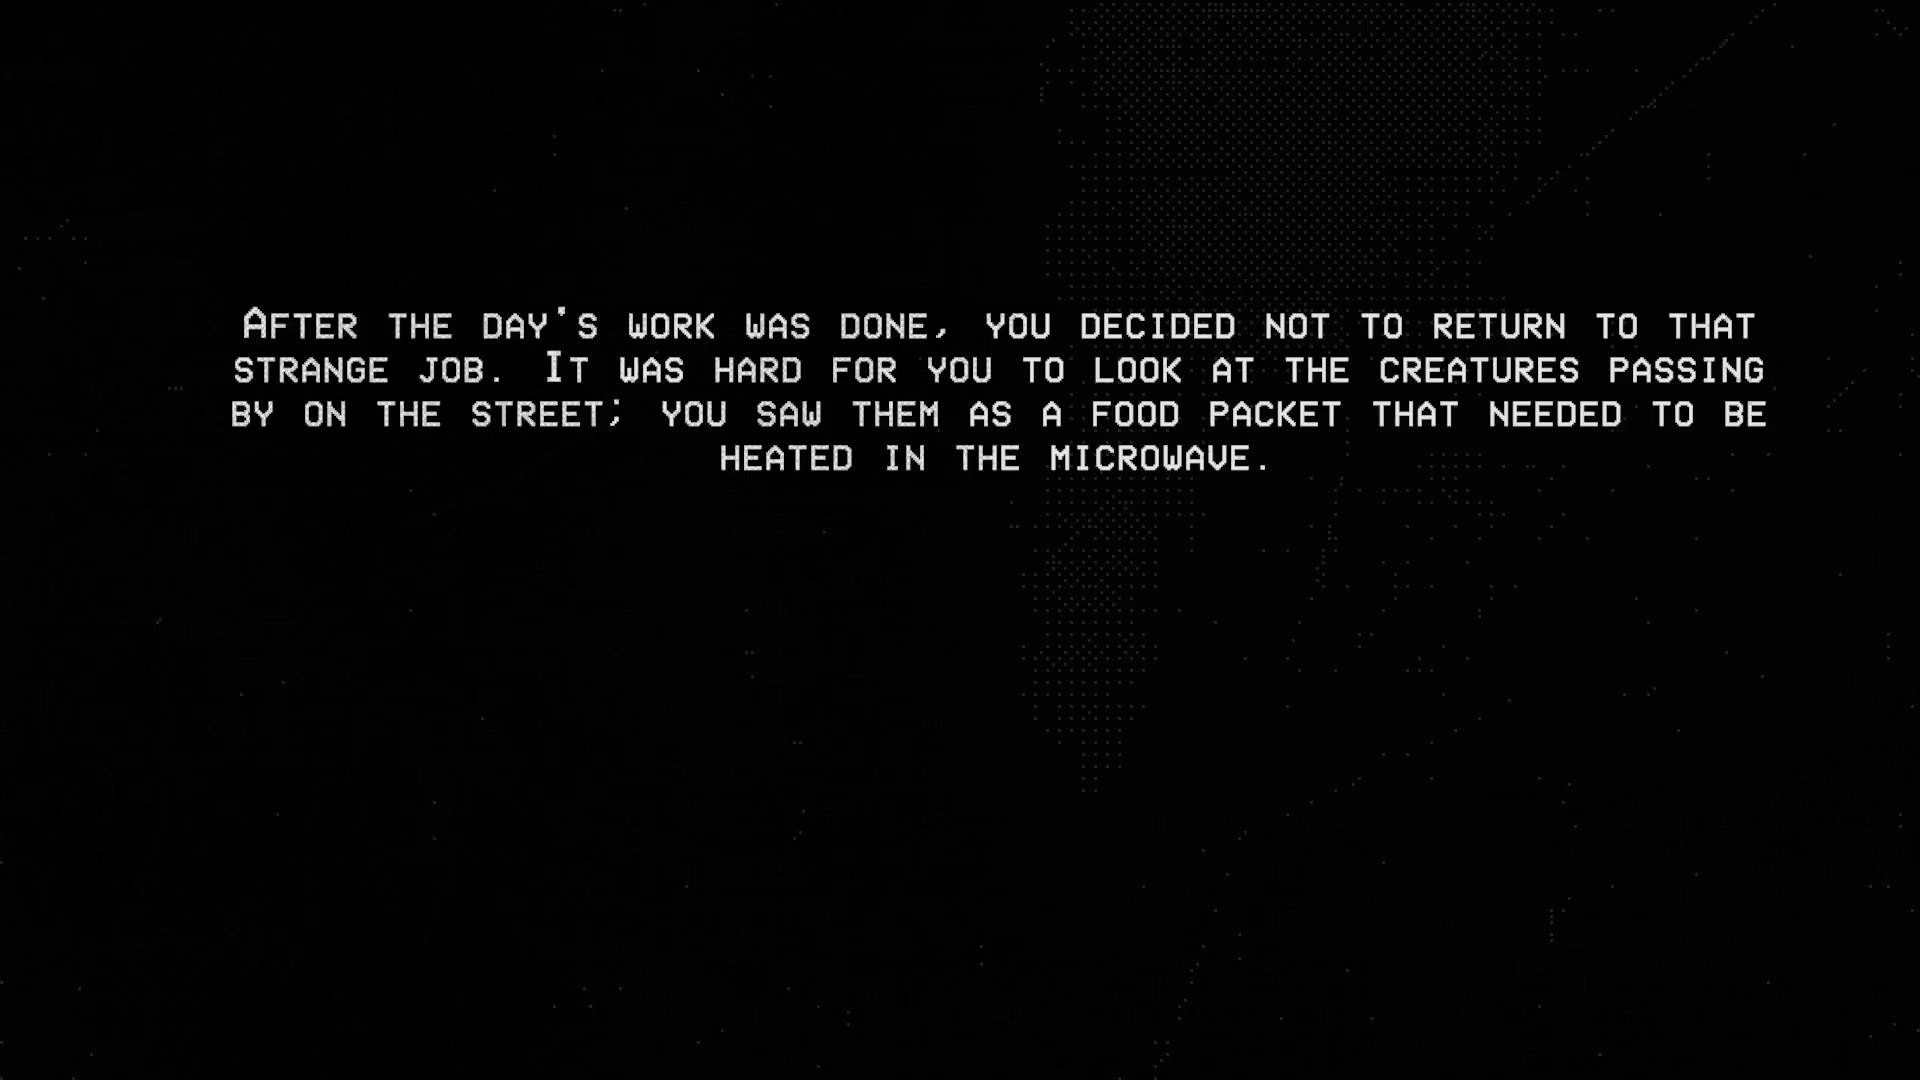 After the day's work was done, you decided not to return to that
strange job. It was hard for you to look at the creatures passing
by on the street; you saw them as a food packet that needed to be
heated in the microwave.